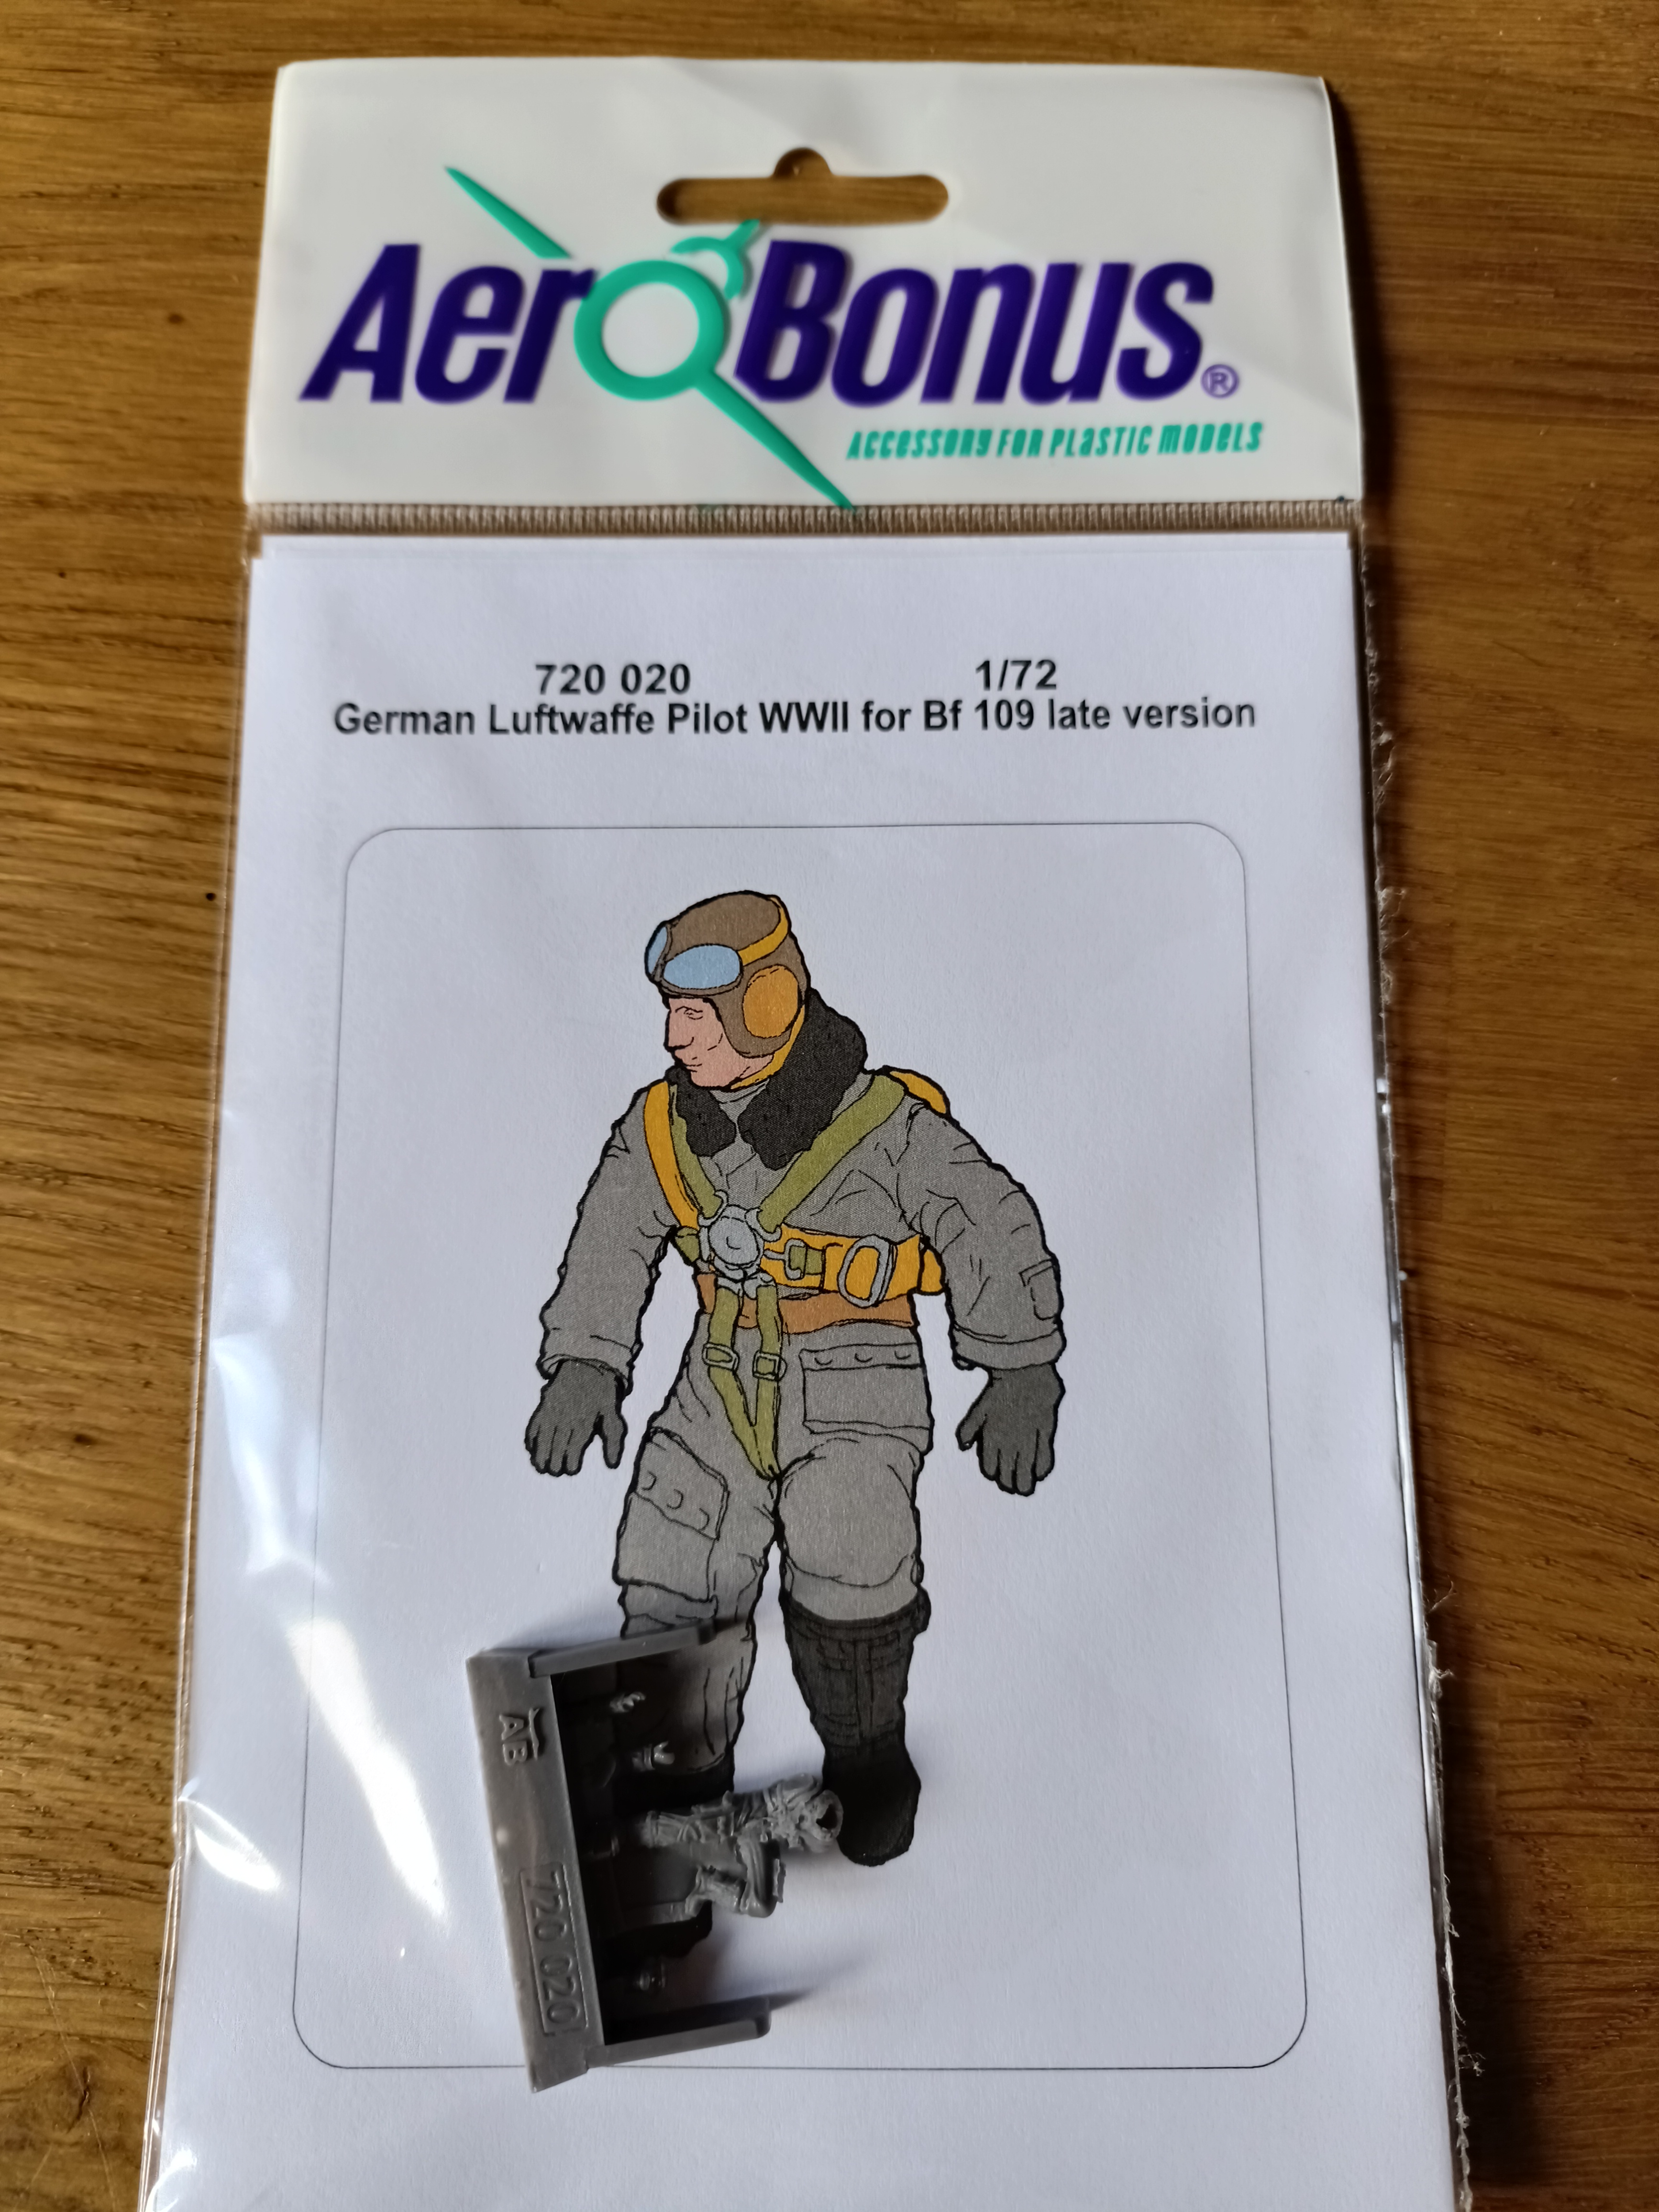 AeroBonus®
ACCESSORY FOR PLASTIC MODELS
720 020 1/72
German Luftwaffe Pilot WWII for Bf 109 late version
AB
720 020